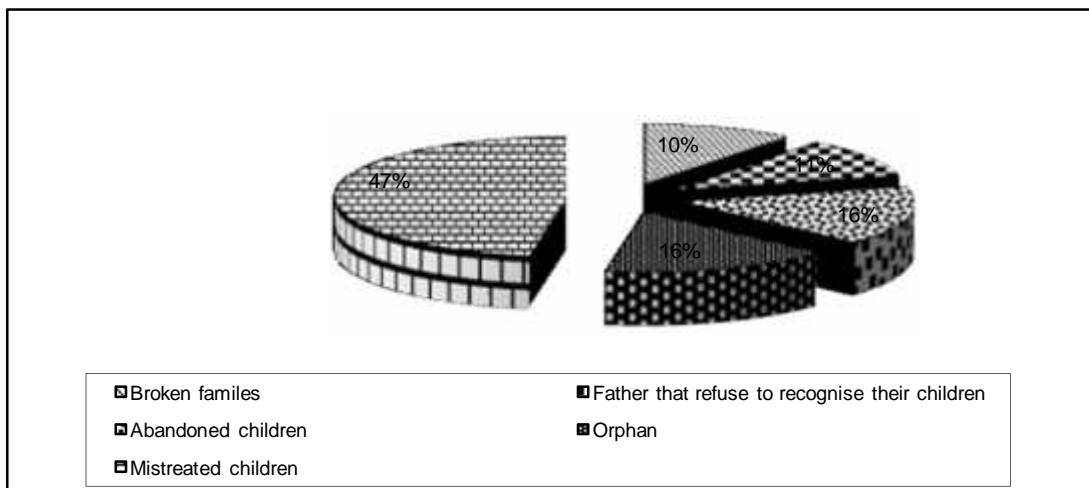 10%
11%
47%
16%
16%
Broken familes
Father that refuse to recognise their children
Abandoned children
Orphan
Mistreated children